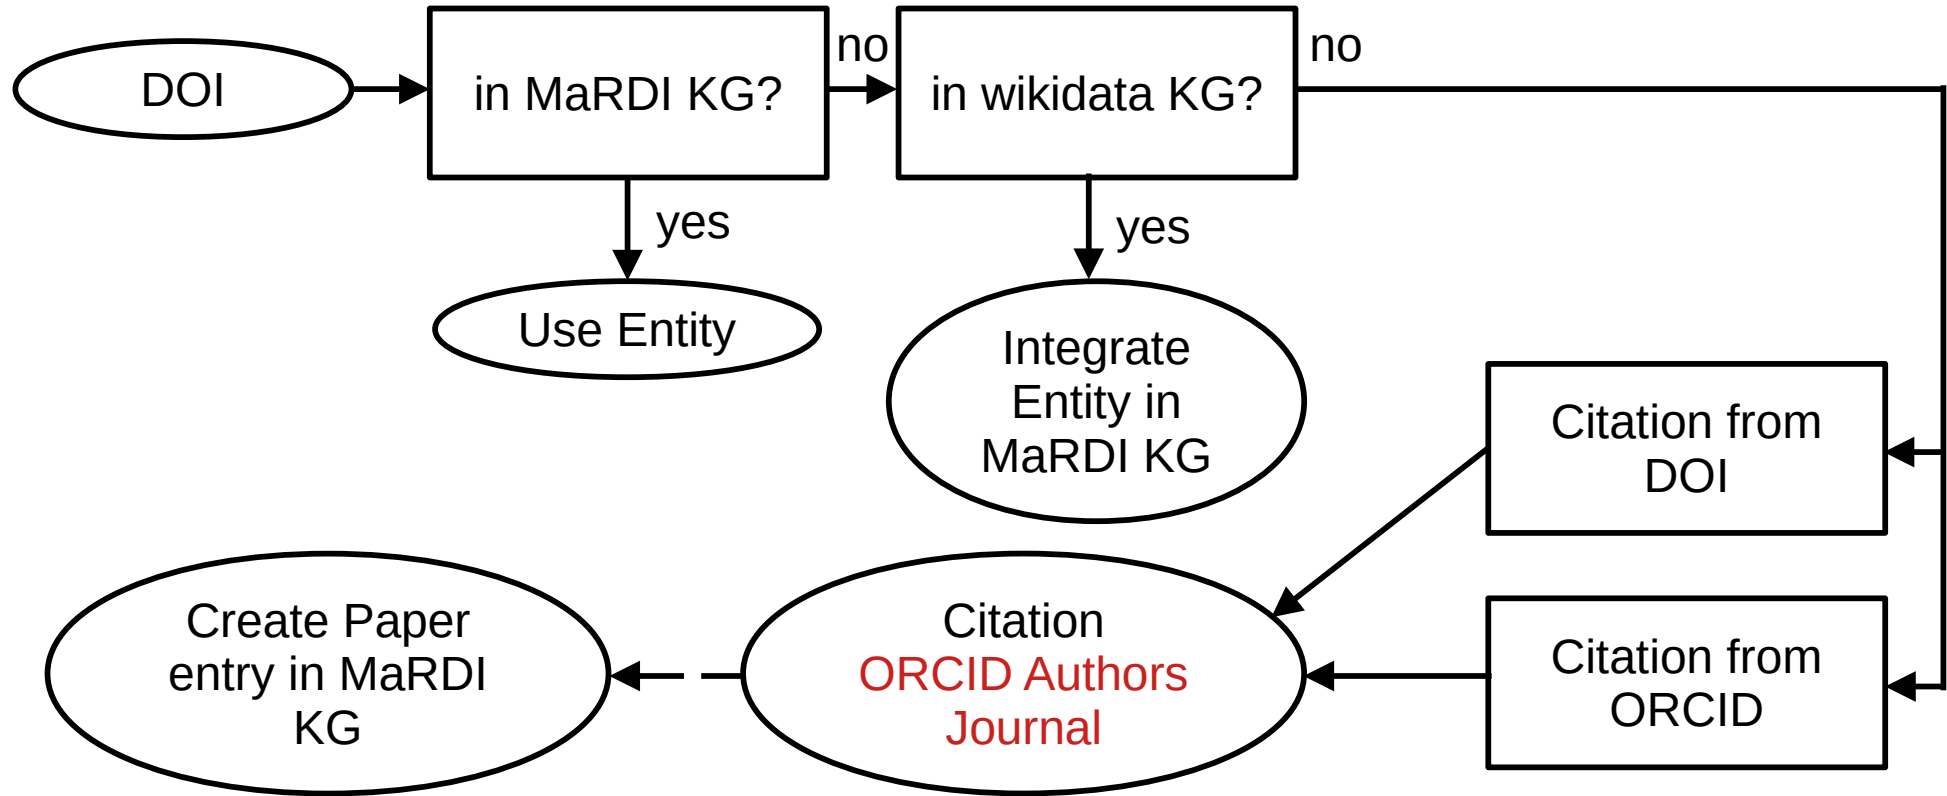 DOI
in MaRDI KG?
no
in wikidata KG?
no
yes
yes
Use Entity
Integrate
Entity in
MaRDI KG
Citation from
DOI
Create Paper
entry in MaRDI
KG
Citation
ORCID Authors
Journal
Citation from
ORCID